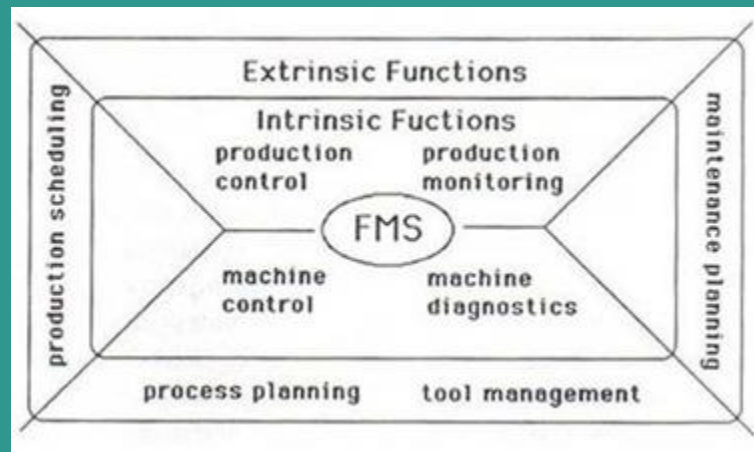 Extrinsic Functions
Intrinsic Fuctions
production production
control monitoring
FMS
machine machine
control diagnostics
process planning tool management
production scheduling
maintenance planning